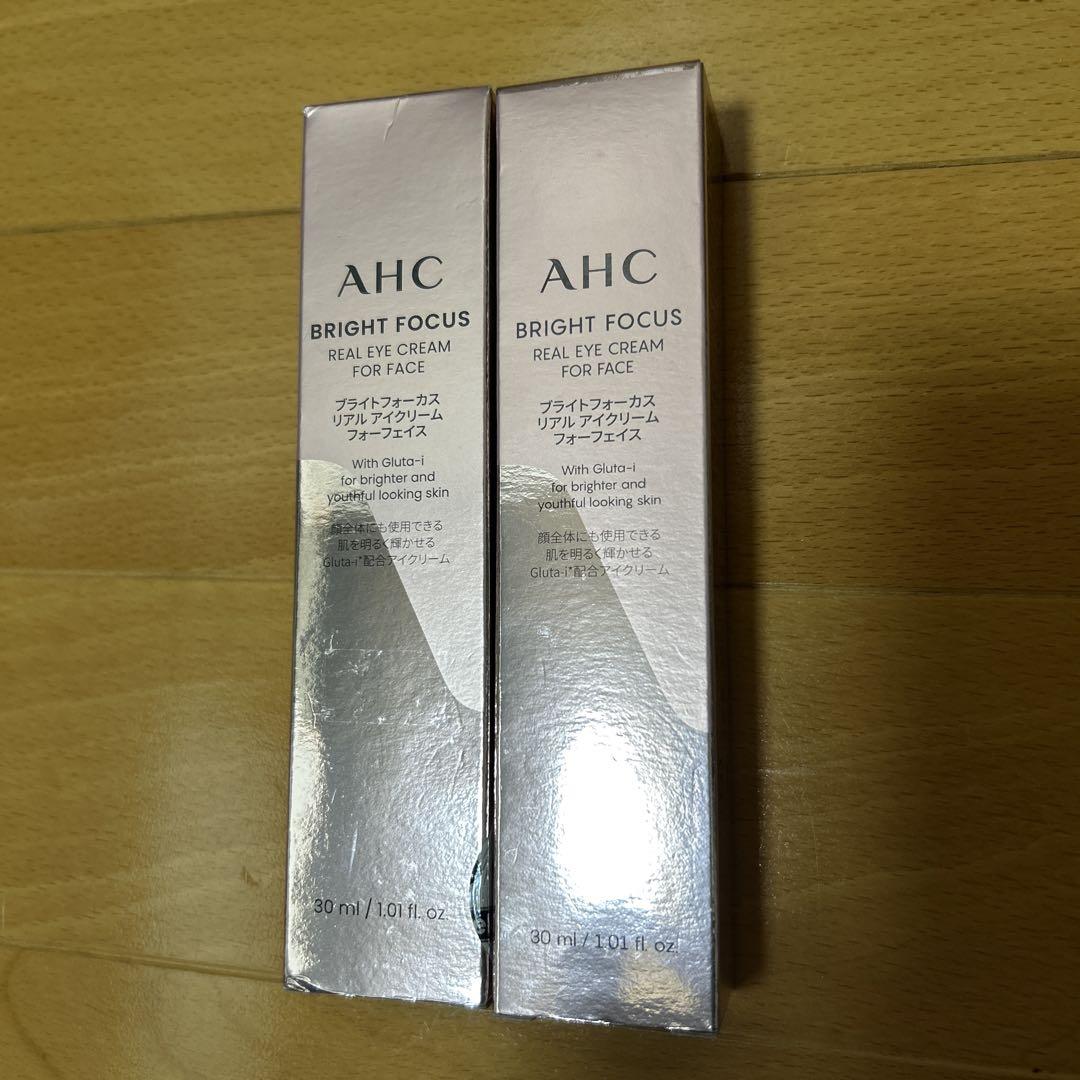 AHC
BRIGHT FOCUS
REAL EYE CREAM
FOR FACE
ブライトフォーカス
リアル アイクリーム
フォーフェイス
With Gluta-i
for brighter and
youthful looking skin
顔全体にも使用できる
肌を明るく輝かせる
Gluta-i*配合アイクリーム
30 ml / 1.01 fl. oz.
AHC
BRIGHT FOCUS
REAL EYE CREAM
FOR FACE
ブライトフォーカス
リアル アイクリーム
フォーフェイス
With Gluta-i
for brighter and
youthful looking skin
顔全体にも使用できる
肌を明るく輝かせる
Gluta-i*配合アイクリーム
30 ml / 1.01 fl. oz.